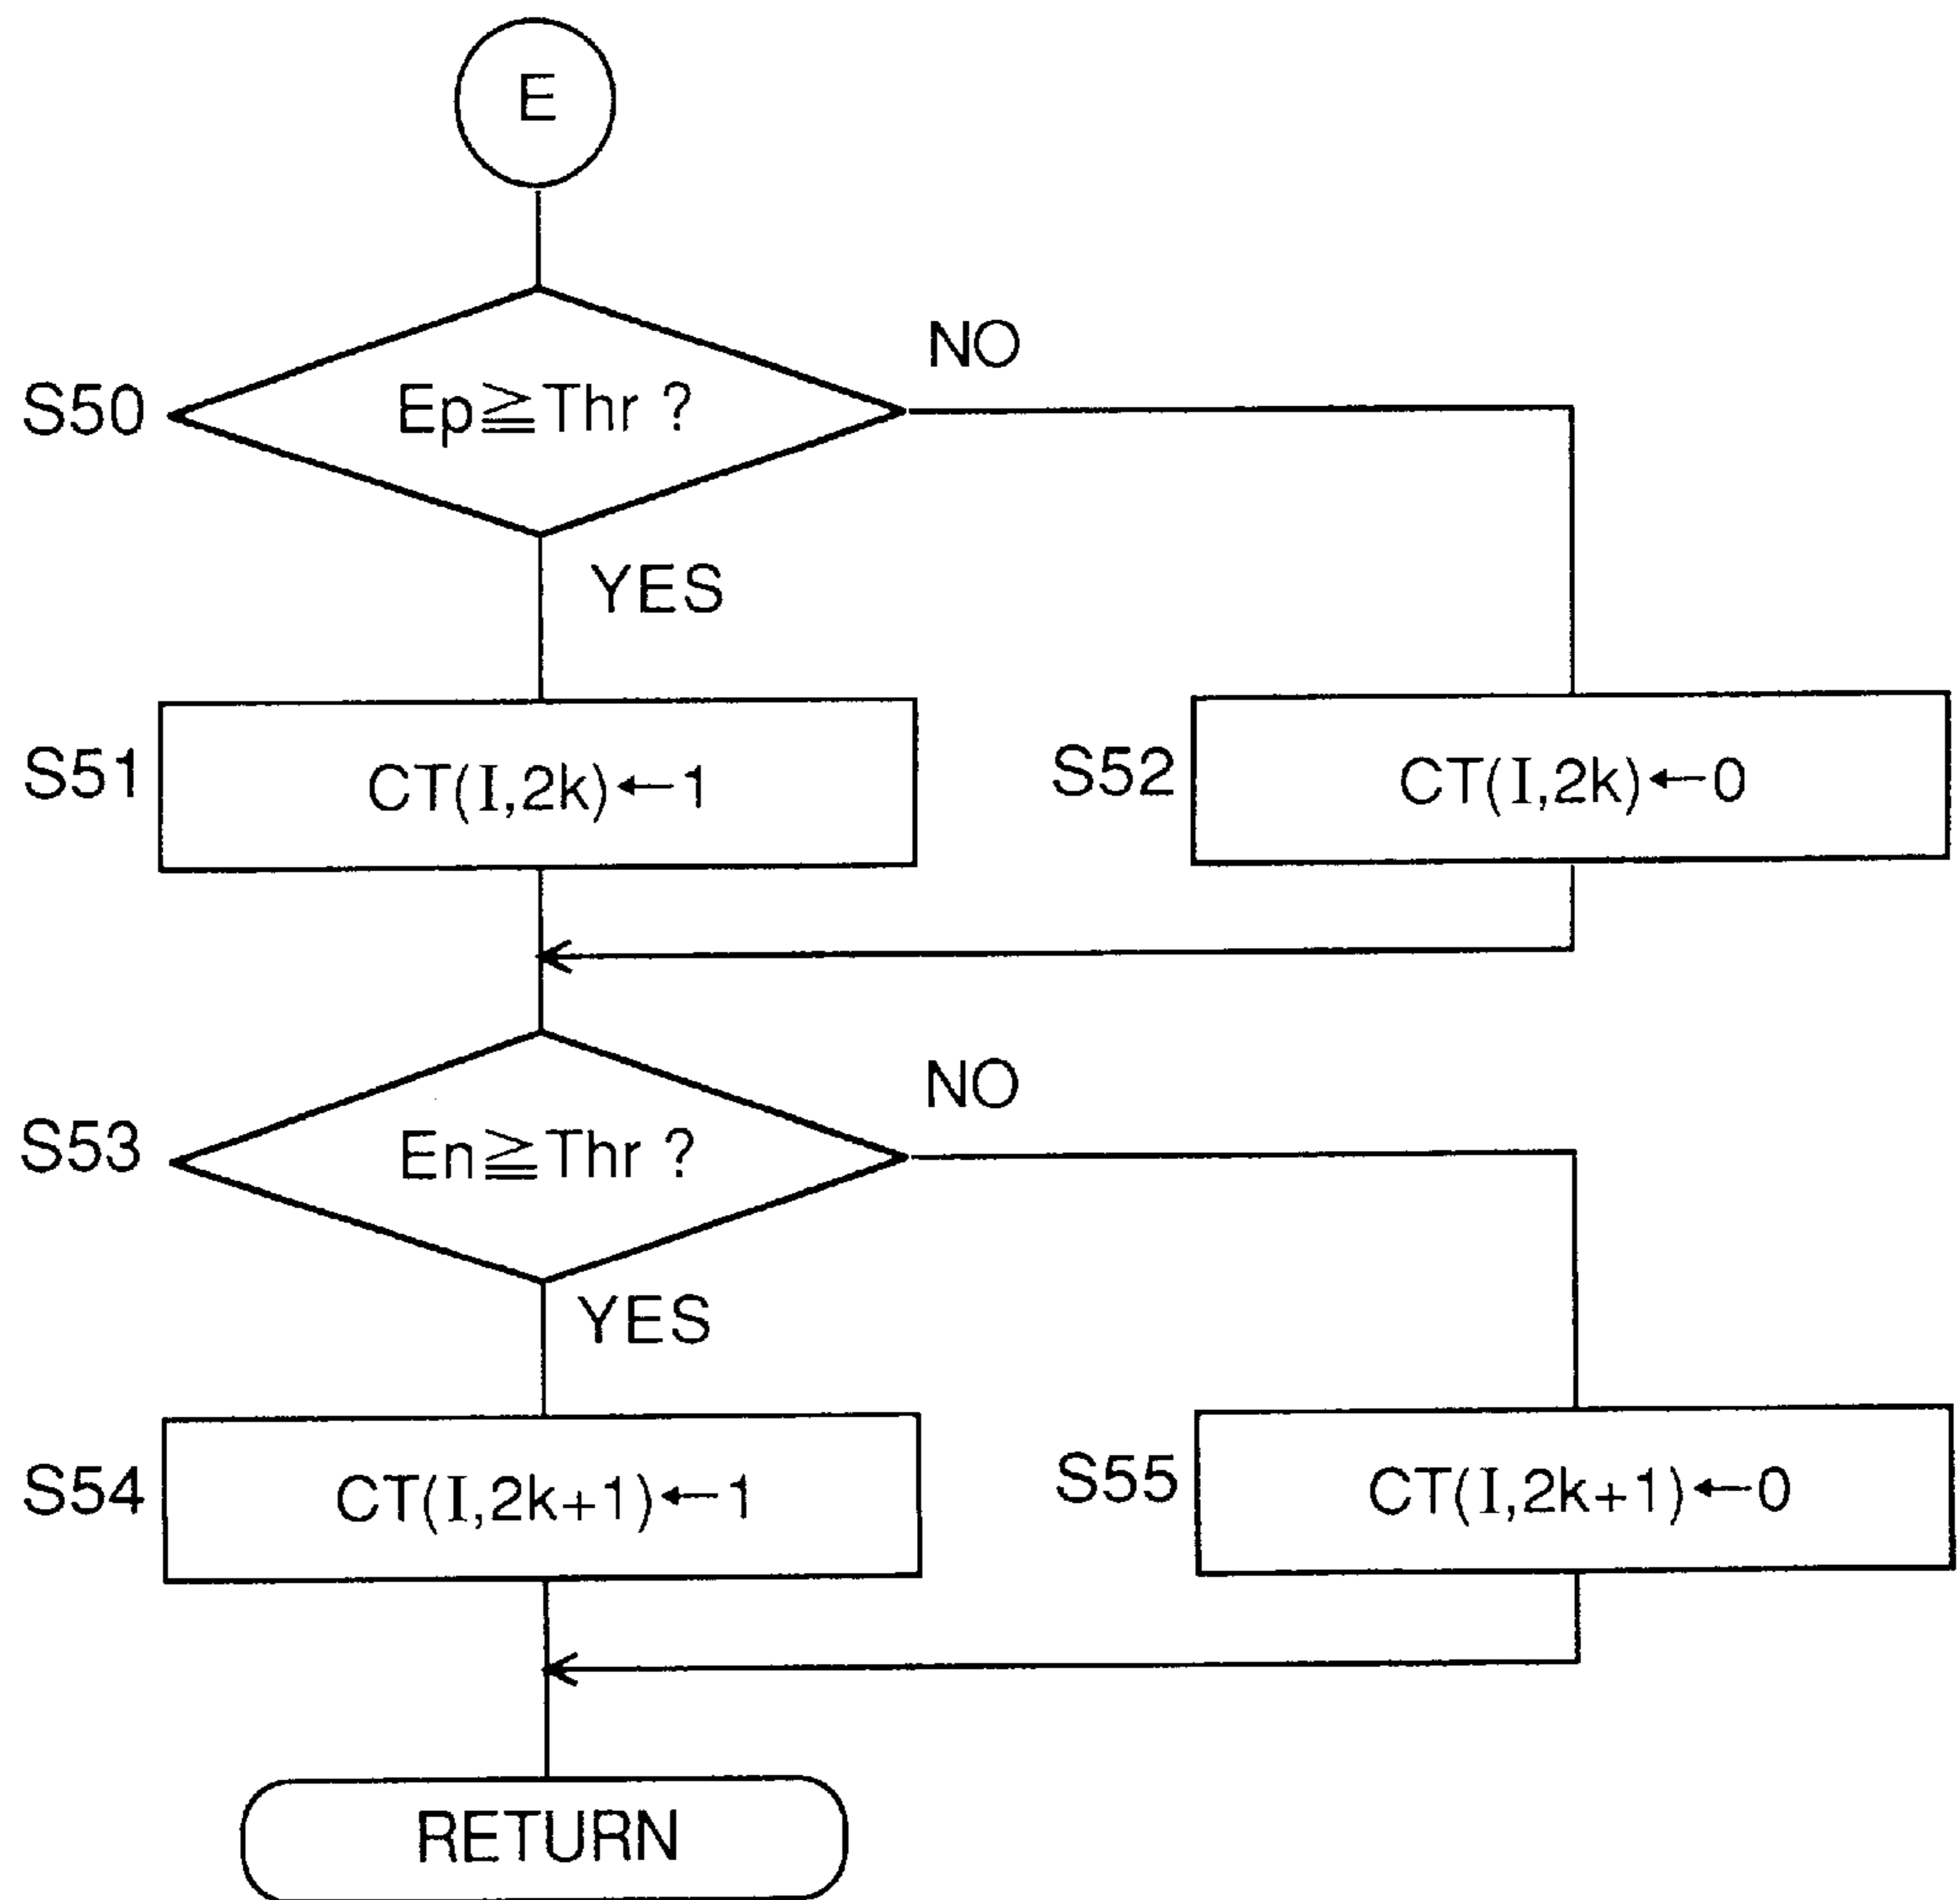 E
NO
S50
Ep≧Thr ?
YES
S51
CT(I,2k)←1
S52
CT(I,2k)←0
NO
S53
En≧Thr ?
YES
S54
CT(I,2k+1)←1
S55
CT(I,2k+1)←0
RETURN